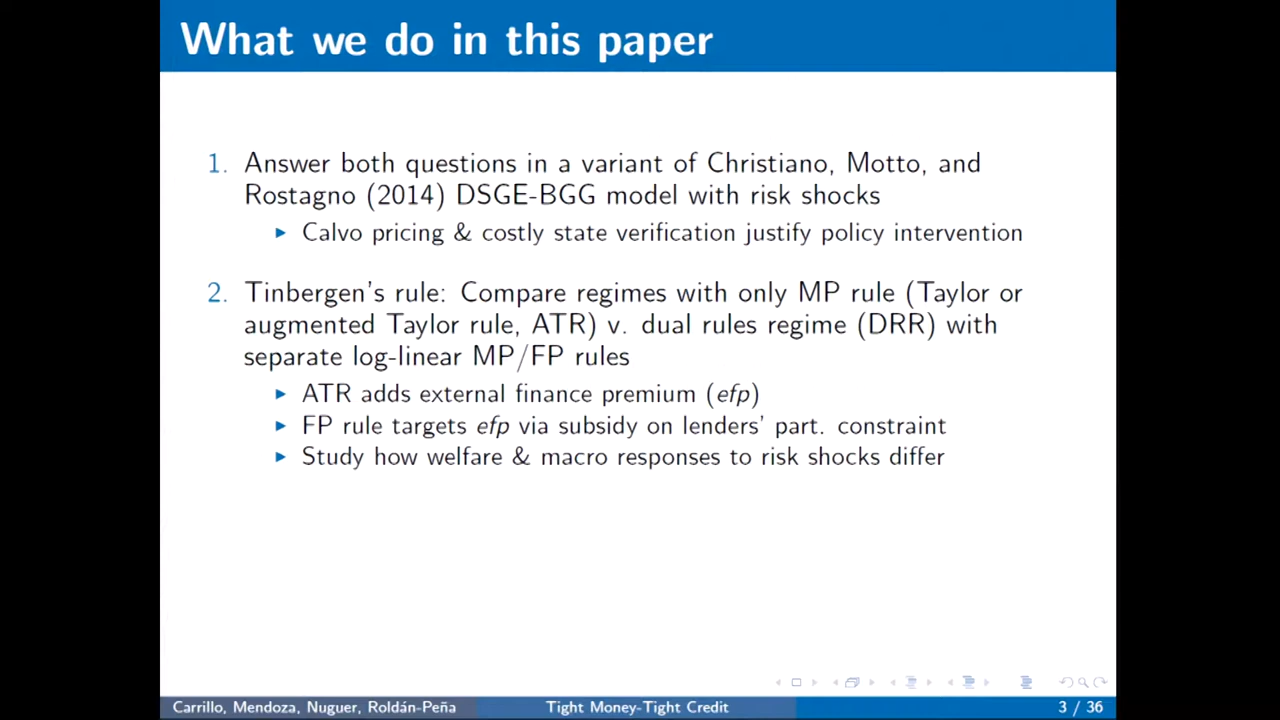 What we do in this paper
1. Answer both questions in a variant of Christiano, Motto, and
Rostagno (2014) DSGE-BGG model with risk shocks
▶ Calvo pricing & costly state verification justify policy intervention
2. Tinbergen's rule: Compare regimes with only MP rule (Taylor or
augmented Taylor rule, ATR) v. dual rules regime (DRR) with
separate log-linear MP/FP rules
▶ ATR adds external finance premium (efp)
▶ FP rule targets efp via subsidy on lenders' part. constraint
▶ Study how welfare & macro responses to risk shocks differ
Carrillo, Mendoza, Nuguer, Roldán-Peña
Tight Money-Tight Credit
3 / 36